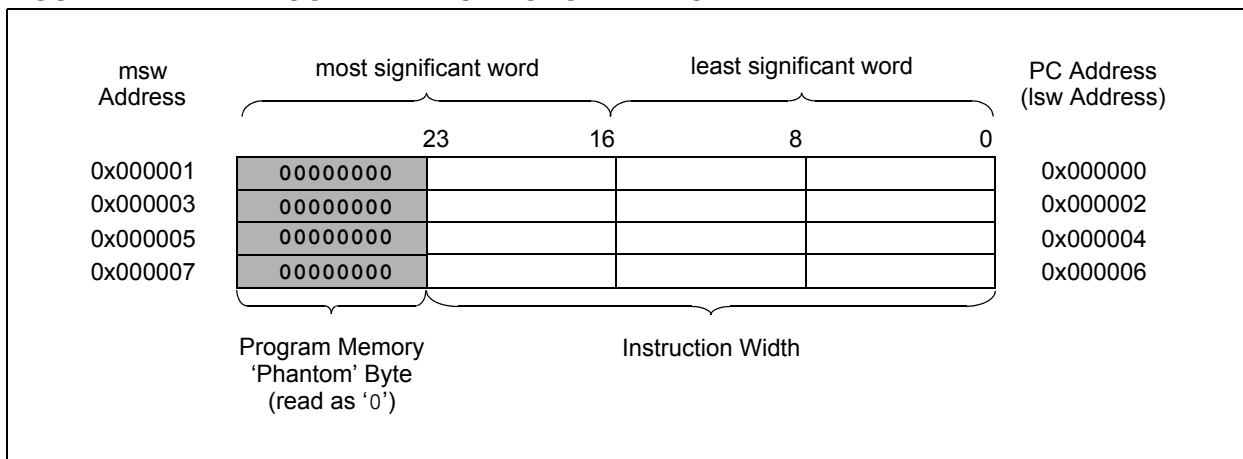 msw
Address
most significant word
least significant word
PC Address
(lsw Address)
23
16
8
0
0x000001
00000000
0x000000
0x000003
00000000
0x000002
0x000005
00000000
0x000004
0x000007
00000000
0x000006
Program Memory
‘Phantom’ Byte
(read as ‘0’)
Instruction Width